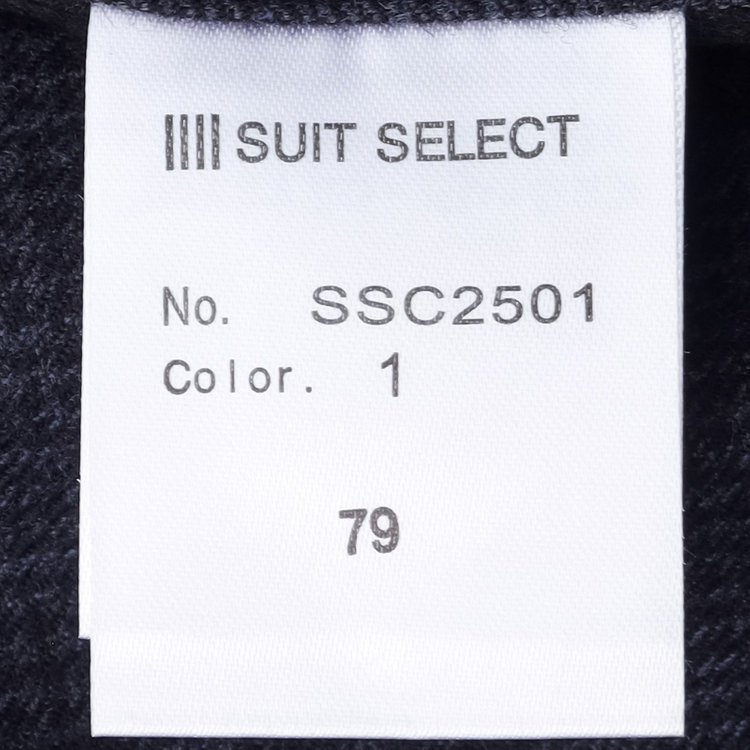 SUIT SELECT
No. SSC2501
Color. 1
79